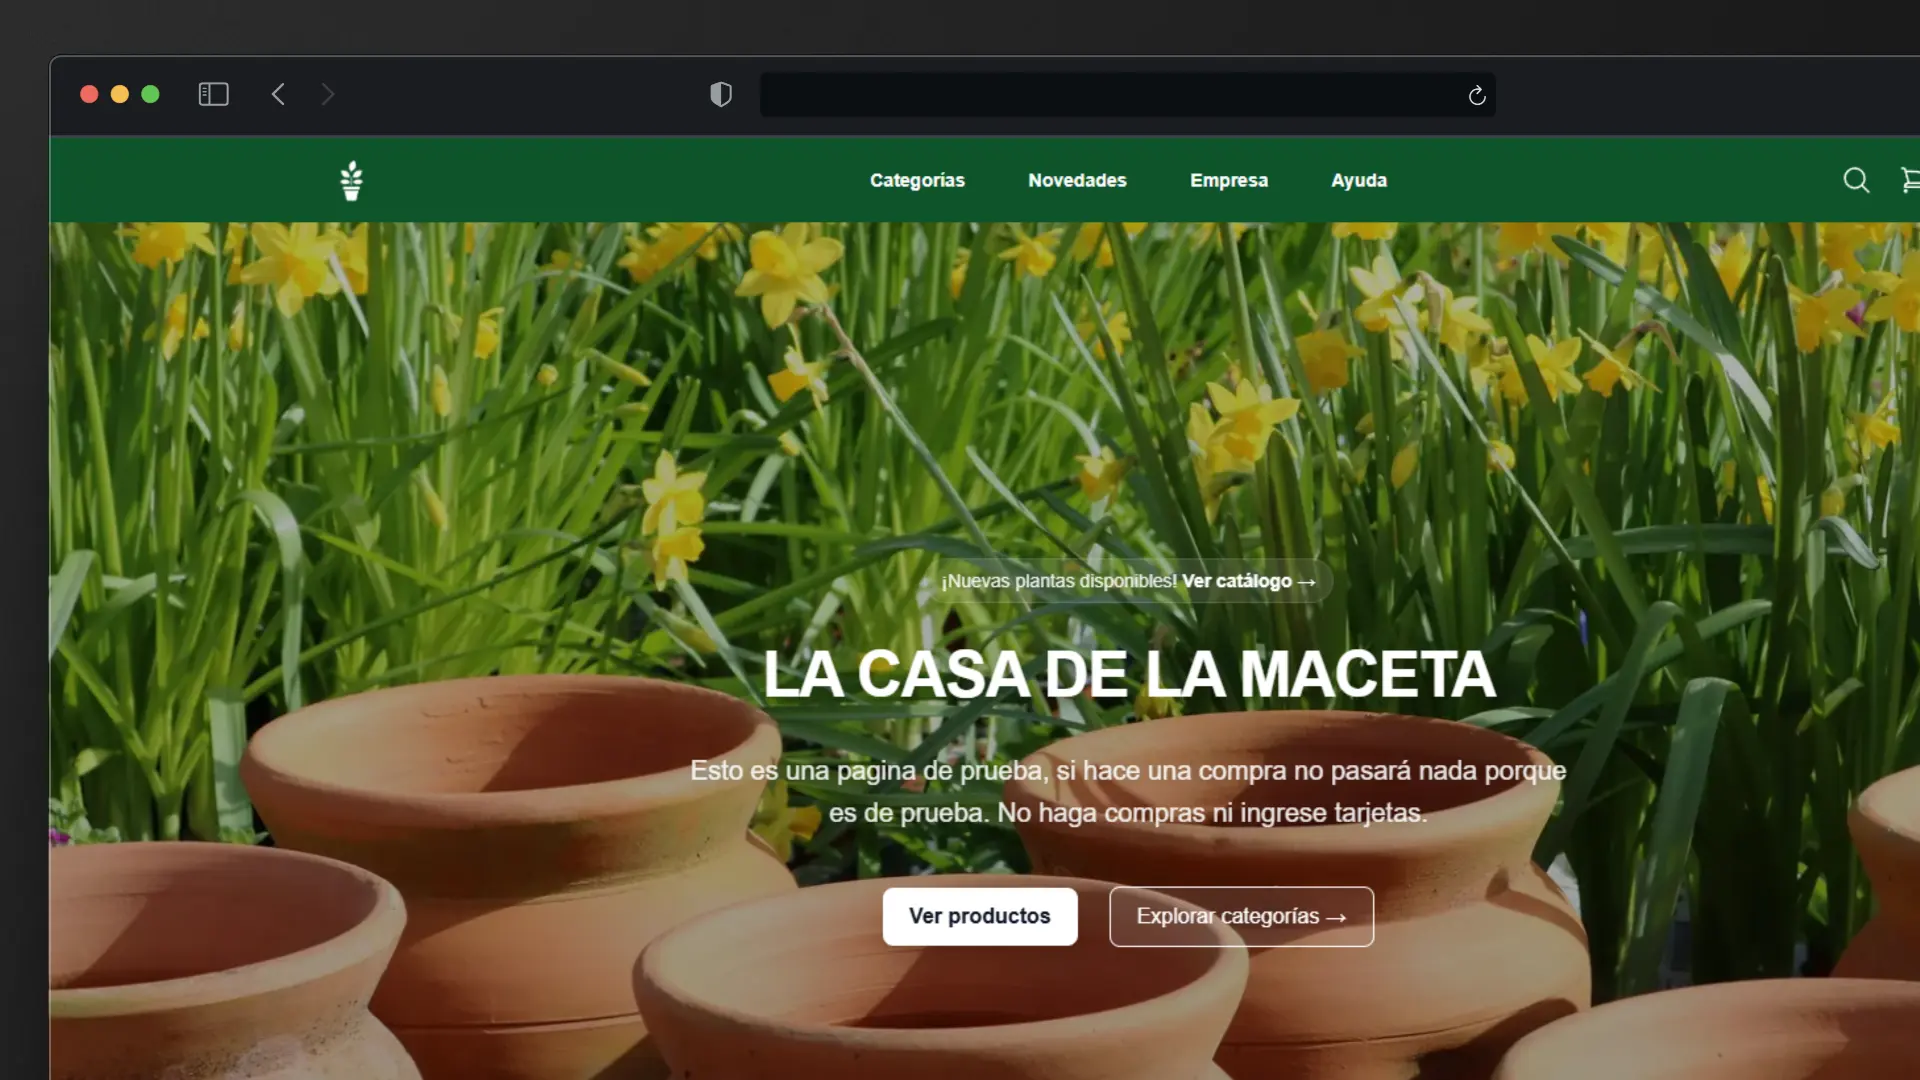 Categorías
Novedades
Empresa
Ayuda
¡Nuevas plantas disponibles! Ver catálogo →
LA CASA DE LA MACETA
Esto es una pagina de prueba, si hace una compra no pasará nada porque
es de prueba. No haga compras ni ingrese tarjetas.
Ver productos
Explorar categorías →